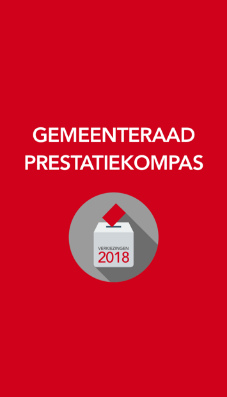 GEMEENTERAAD
PRESTATIEKOMPAS
VERKIEZINGEN
2018